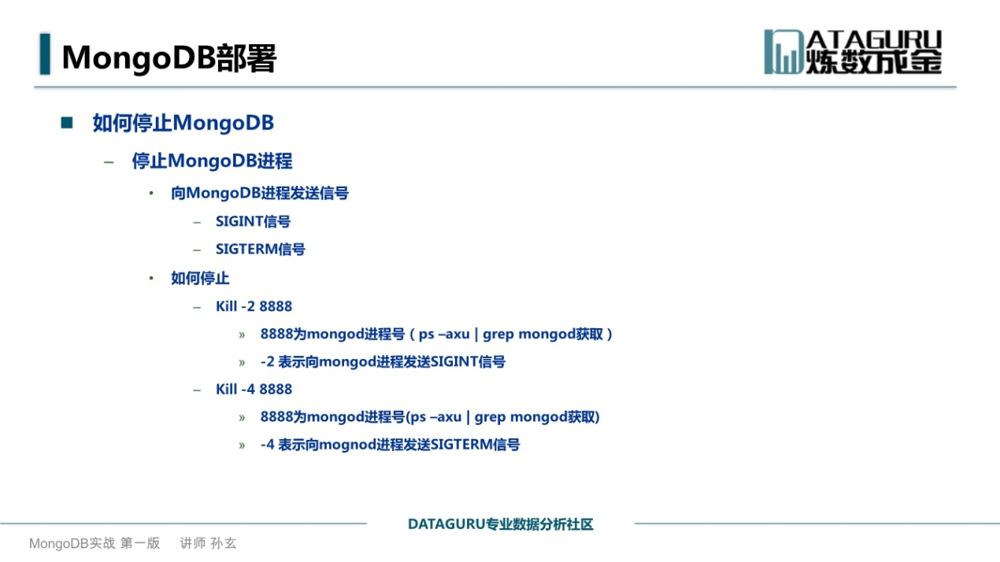 MongoDB部署
DATAGURU
炼数成金
■ 如何停止MongoDB
– 停止MongoDB进程
• 向MongoDB进程发送信号
– SIGINT信号
– SIGTERM信号
• 如何停止
– Kill -2 8888
» 8888为mongod进程号（ps –axu | grep mongod获取）
» -2 表示向mongod进程发送SIGINT信号
– Kill -4 8888
» 8888为mongod进程号(ps –axu | grep mongod获取)
» -4 表示向mognod进程发送SIGTERM信号
DATAGURU专业数据分析社区
MongoDB实战 第一版 讲师 孙玄